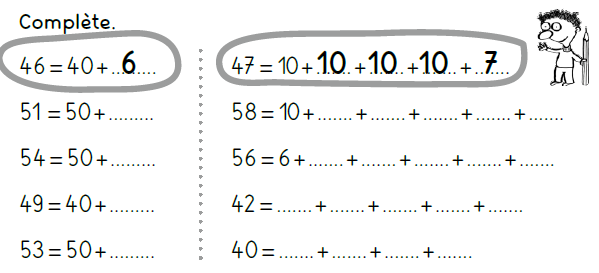 Complète.
46 = 40 + ...6....
51 = 50 + .........
54 = 50 + .........
49 = 40 + .........
53 = 50 + .........
47 = 10 + ..10... + ..10... + ..10... + ...7...
58 = 10 + ....... + ....... + ....... + ....... + .......
56 = 6 + ....... + ....... + ....... + ....... + .......
42 = ....... + ....... + ....... + ....... + .......
40 = ....... + ....... + ....... + .......